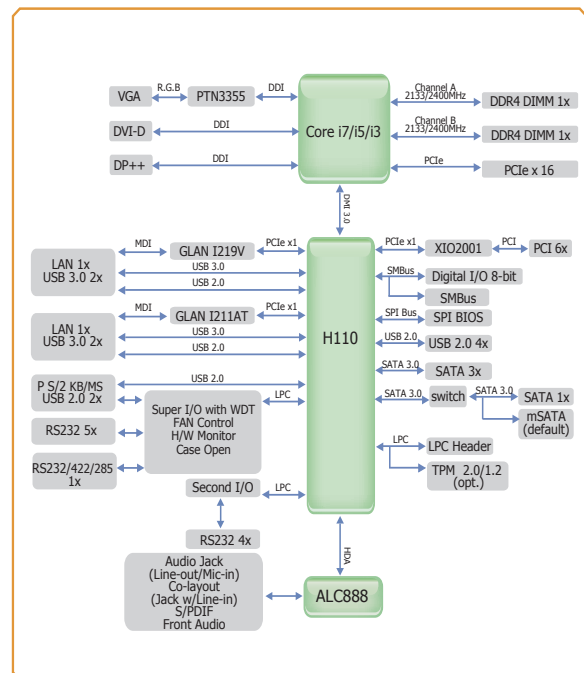 VGA
R.G.B
PTN3355
DDI
DVI-D
DDI
DP++
DDI
Core i7/i5/i3
Channel A
2133/2400MHz
DDR4 DIMM 1x
Channel B
2133/2400MHz
DDR4 DIMM 1x
PCIe
PCIe x 16
DMI 3.0
LAN 1x
USB 3.0 2x
MDI
GLAN I219V
PCIe x1
USB 3.0
USB 2.0
LAN 1x
USB 3.0 2x
MDI
GLAN I211AT
PCIe x1
USB 3.0
USB 2.0
H110
PCIe x1
XIO2001
PCI
PCI 6x
SMBus
Digital I/O 8-bit
SMBus
SPI Bus
SPI BIOS
USB 2.0
USB 2.0 4x
SATA 3.0
SATA 3x
SATA 3.0
switch
SATA 3.0
SATA 1x
mSATA
(default)
LPC
LPC Header
TPM 2.0/1.2
(opt.)
P S/2 KB/MS
USB 2.0 2x
USB 2.0
RS232 5x
RS232/422/285
1x
Super I/O with WDT
FAN Control
H/W Monitor
Case Open
LPC
Second I/O
LPC
RS232 4x
HDA
Audio Jack
(Line-out/Mic-in)
Co-layout
(Jack w/Line-in)
S/PDIF
Front Audio
ALC888